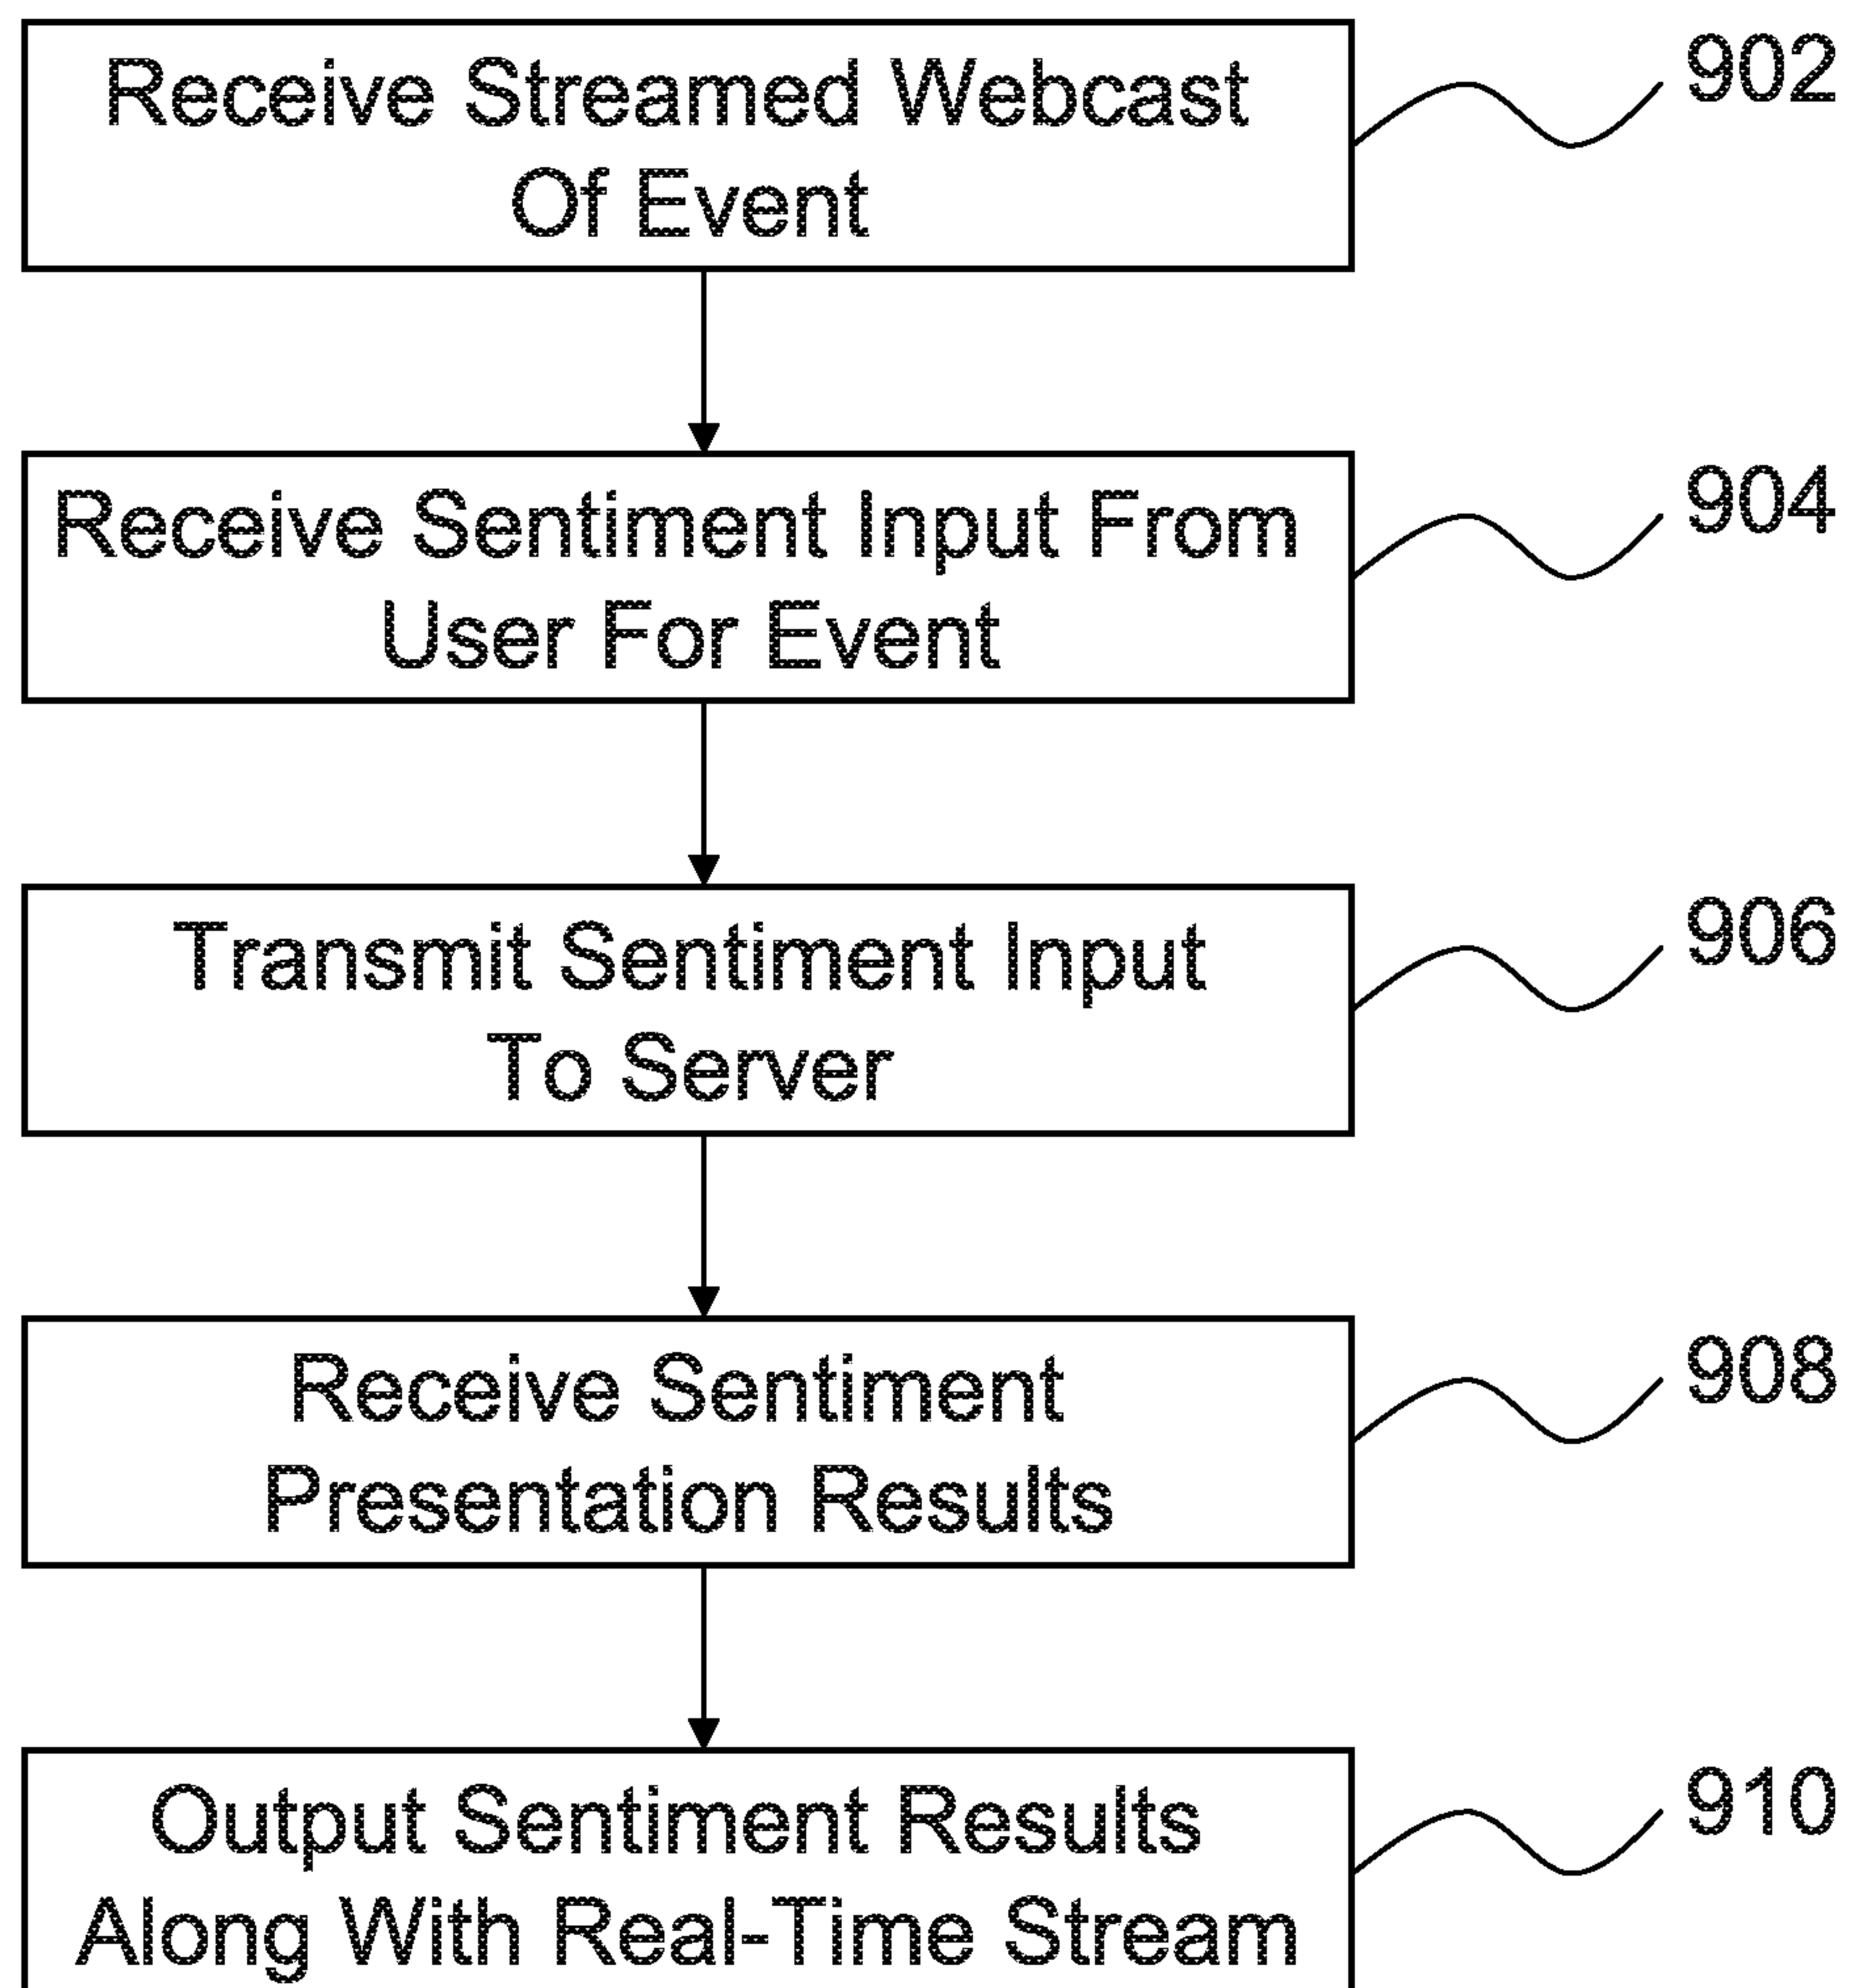 Receive Streamed Webcast
Of Event
902
Receive Sentiment Input From
User For Event
904
Transmit Sentiment Input
To Server
906
Receive Sentiment
Presentation Results
908
Output Sentiment Results
Along With Real-Time Stream
910